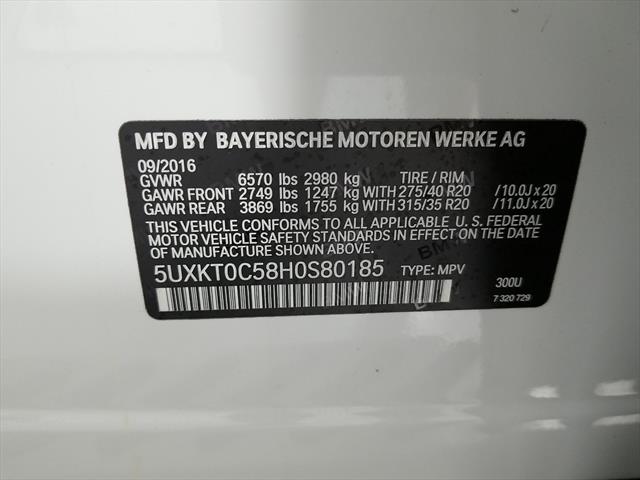 MFD BY BAYERISCHE MOTOREN WERKE AG
09/2016
GVWR 6570 lbs 2980 kg TIRE / RIM
GAWR FRONT 2749 lbs 1247 kg WITH 275/40 R20 /10.0J x 20
GAWR REAR 3869 lbs 1755 kg WITH 315/35 R20 /11.0J x 20
THIS VEHICLE CONFORMS TO ALL APPLICABLE U. S. FEDERAL
MOTOR VEHICLE SAFETY STANDARDS IN EFFECT ON THE DATE
OF MANUFACTURE SHOWN ABOVE.
5UXKT0C58H0S80185 TYPE: MPV
300U
7 320 729